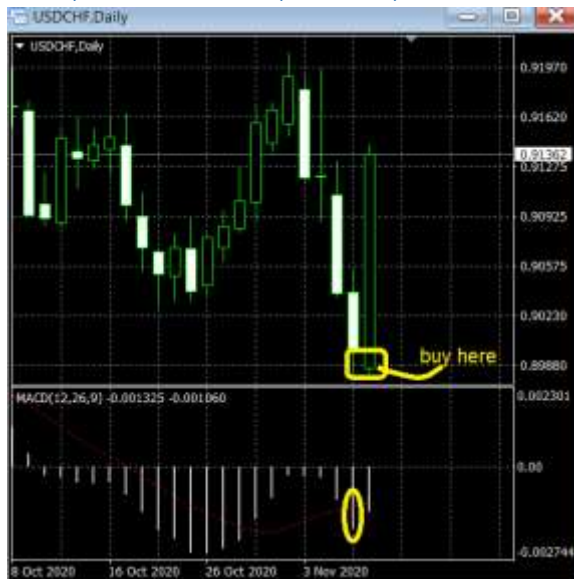 USDCHF,Daily
USDCHF,Daily
0.91970
0.91620
0.91362
0.91275
0.90925
0.90575
0.90230
buy here
0.89880
MACD(12,26,9) -0.001325 -0.001060
0.002301
0.00
-0.002744
8 Oct 2020 16 Oct 2020 26 Oct 2020 3 Nov 2020